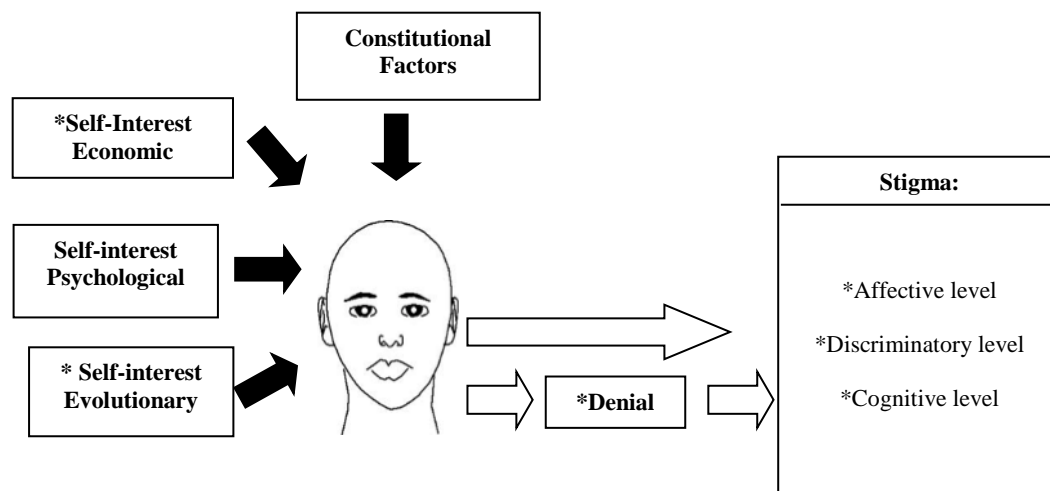 Constitutional
Factors
*Self-Interest
Economic
Self-interest
Psychological
* Self-interest
Evolutionary
*Denial
Stigma:
*Affective level
*Discriminatory level
*Cognitive level